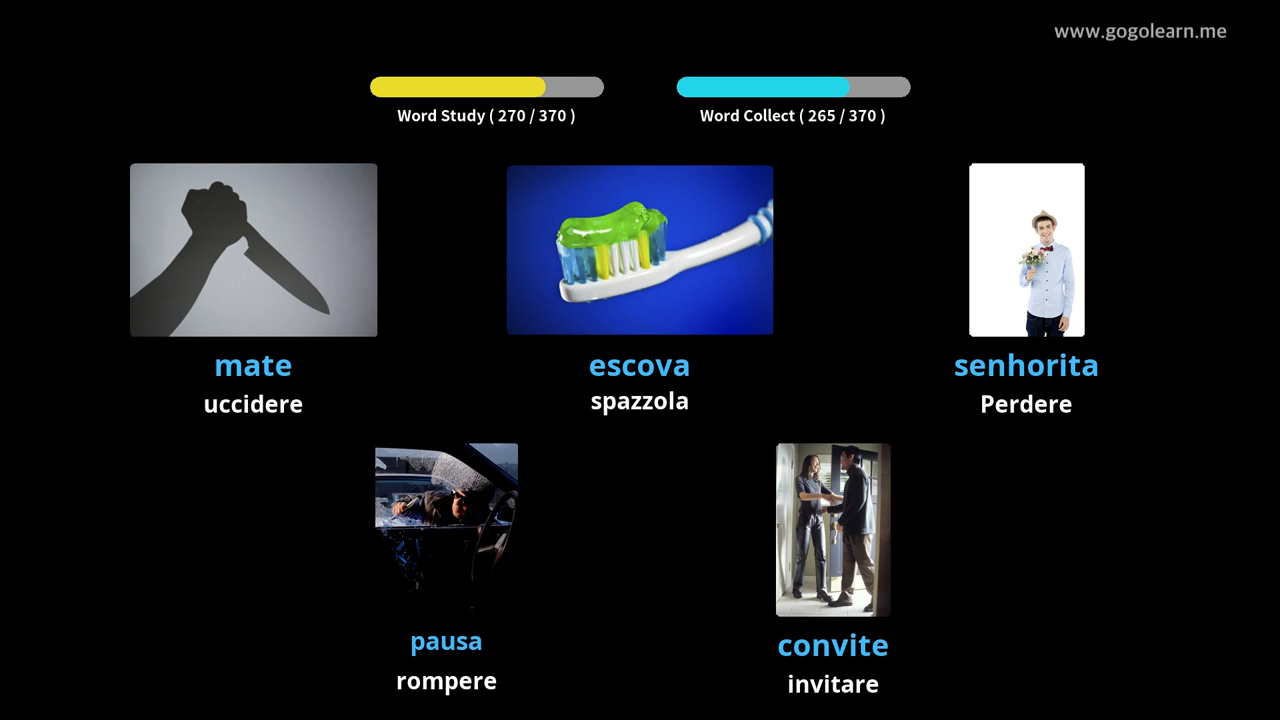 www.gogolearn.me
Word Study ( 270 / 370 )
Word Collect ( 265 / 370 )
mate
uccidere
escova
spazzola
senhorita
Perdere
pausa
rompere
convite
invitare